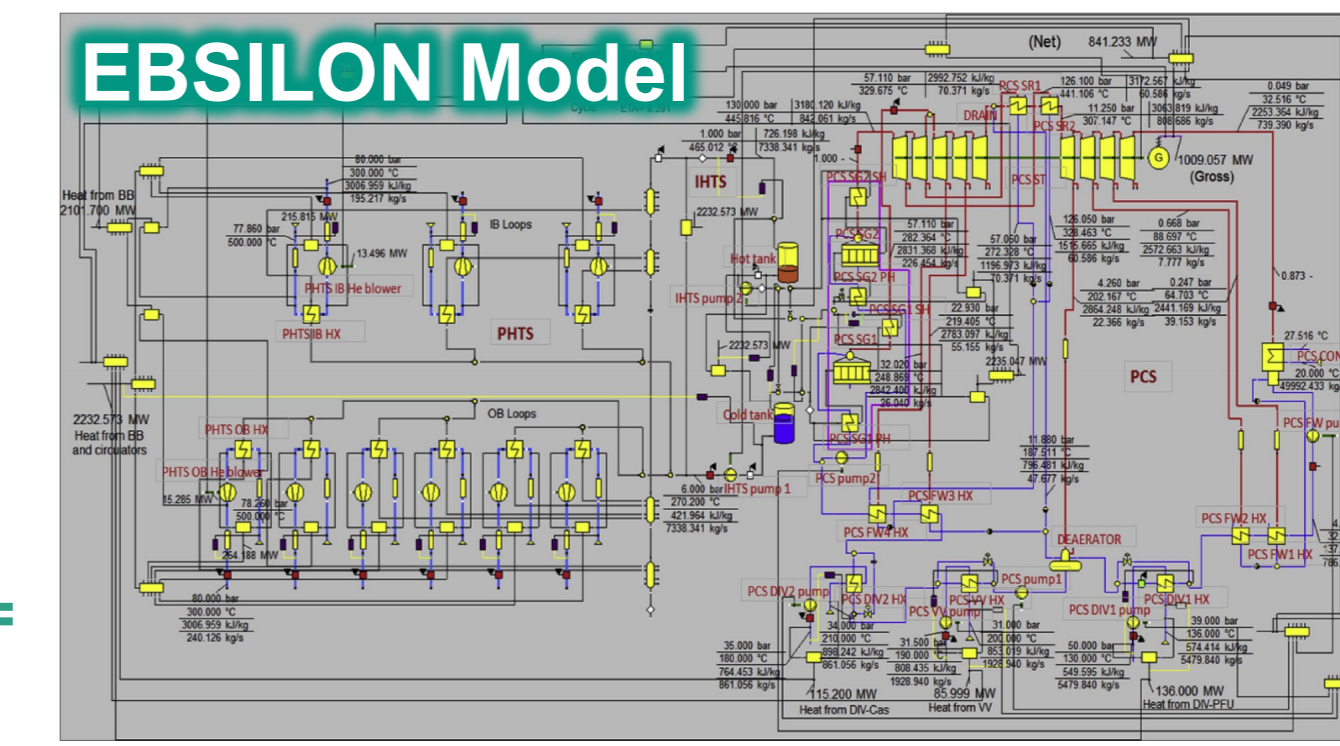 EBSILON Model
(Net)
841.233 MW
57.110 bar
2992.752 kJ/kg
329.675 °C
70.371 kg/s
PCS SR1
126.100 bar
3172.567 kJ/kg
441.106 °C
60.586 kg/s
0.049 bar
32.516 °C
2253.364 kJ/kg
739.390 kg/s
130.000 bar
3180.120 kJ/kg
445.816 °C
842.061 kg/s
DRAIN
PCS SR2
11.250 bar
3063.819 kJ/kg
307.147 °C
808.686 kg/s
1.000 bar
726.198 kJ/kg
465.012 °C
7338.341 kg/s
1.000 -
G
1009.057 MW
(Gross)
80.000 bar
300.000 °C
3006.959 kJ/kg
195.217 kg/s
IHTS
PCS SG2 SH
PCS ST
Heat from BB
2101.700 MW
215.815 MW
77.860 bar
500.000 °C
IB Loops
2232.573 MW
13.496 MW
PHTS IB He blower
PHTS IB HX
PHTS
Hot tank
IHTS pump 2
PCS SG2
PCS SG2 PH
PCS SG1 SH
PCS SG1
57.110 bar
282.364 °C
2831.368 kJ/kg
226.454 kg/s
57.060 bar
272.328 °C
1196.973 kJ/kg
70.371 kg/s
126.050 bar
328.463 °C
1515.665 kJ/kg
60.586 kg/s
0.668 bar
88.697 °C
2572.663 kJ/kg
7.777 kg/s
4.260 bar
202.167 °C
2864.248 kJ/kg
22.366 kg/s
0.247 bar
64.703 °C
2441.169 kJ/kg
39.153 kg/s
0.873 -
22.930 bar
219.405 °C
2783.097 kJ/kg
55.155 kg/s
2232.573 MW
2235.047 MW
32.020 bar
248.869 °C
2842.400 kJ/kg
26.040 kg/s
PCS
27.516 °C
PCS CON
20.000 °C
49992.433 kg
2232.573 MW
Heat from BB
and circulators
OB Loops
Cold tank
PCS SG1 PH
PHTS OB HX
PHTS OB He blower
15.285 MW
78.260 bar
500.000 °C
254.188 MW
6.000 bar
270.200 °C
421.964 kJ/kg
7338.341 kg/s
IHTS pump 1
PCS pump2
PCS FW3 HX
PCS FW4 HX
11.880 bar
187.511 °C
796.481 kJ/kg
47.677 kg/s
PCS FW pu
DEAERATOR
PCS FW2 HX
PCS FW1 HX
80.000 bar
300.000 °C
3006.959 kJ/kg
240.126 kg/s
PCS DIV2 pump
PCS DIV2 HX
PCS VV HX
PCS VV pump
PCS pump1
PCS DIV1 pump
PCS DIV1 HX
35.000 bar
180.000 °C
764.453 kJ/kg
861.056 kg/s
34.000 bar
210.000 °C
898.242 kJ/kg
861.056 kg/s
31.500 bar
190.000 °C
808.435 kJ/kg
1928.940 kg/s
31.000 bar
200.000 °C
853.019 kJ/kg
1928.940 kg/s
50.000 bar
130.000 °C
549.595 kJ/kg
5479.840 kg/s
39.000 bar
136.000 °C
574.414 kJ/kg
5479.840 kg/s
115.200 MW
Heat from DIV-Cas
85.999 MW
Heat from VV
136.000 MW
Heat from DIV-PFU